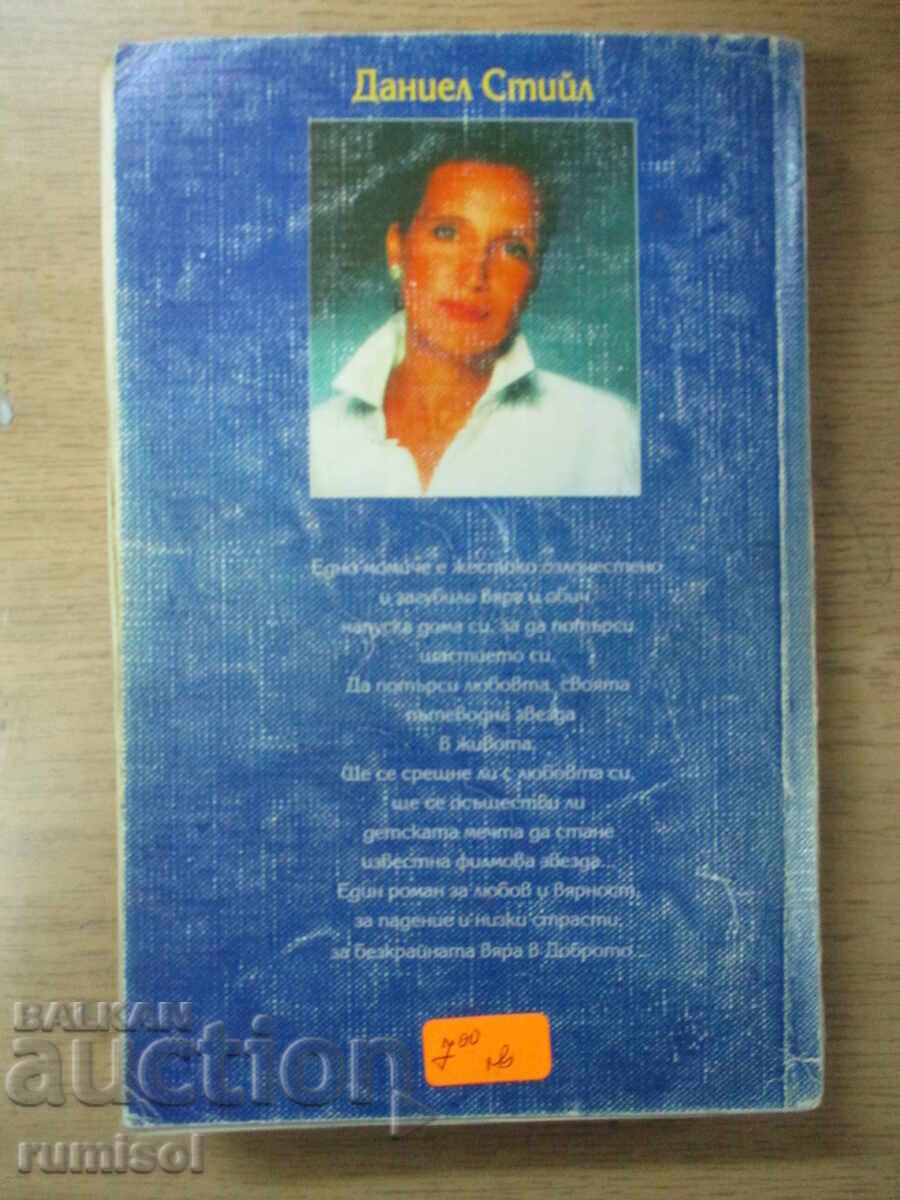 Даниел Стийл
Едно момиче е жестоко озлочестено
и загубило вяра и обич,
напуска дома си, за да потърси
щастието си.
Да потърси любовта, своята
пътеводна звезда
в живота,
Ще се срещне ли с любовта си,
ще се осъществи ли
детската мечта да стане
известна филмова звезда...
Един роман за любов и вярност,
за падение и низки страсти,
за безкрайната вяра в Доброто...
7 00
лв
BALKAN
auction
rumisol